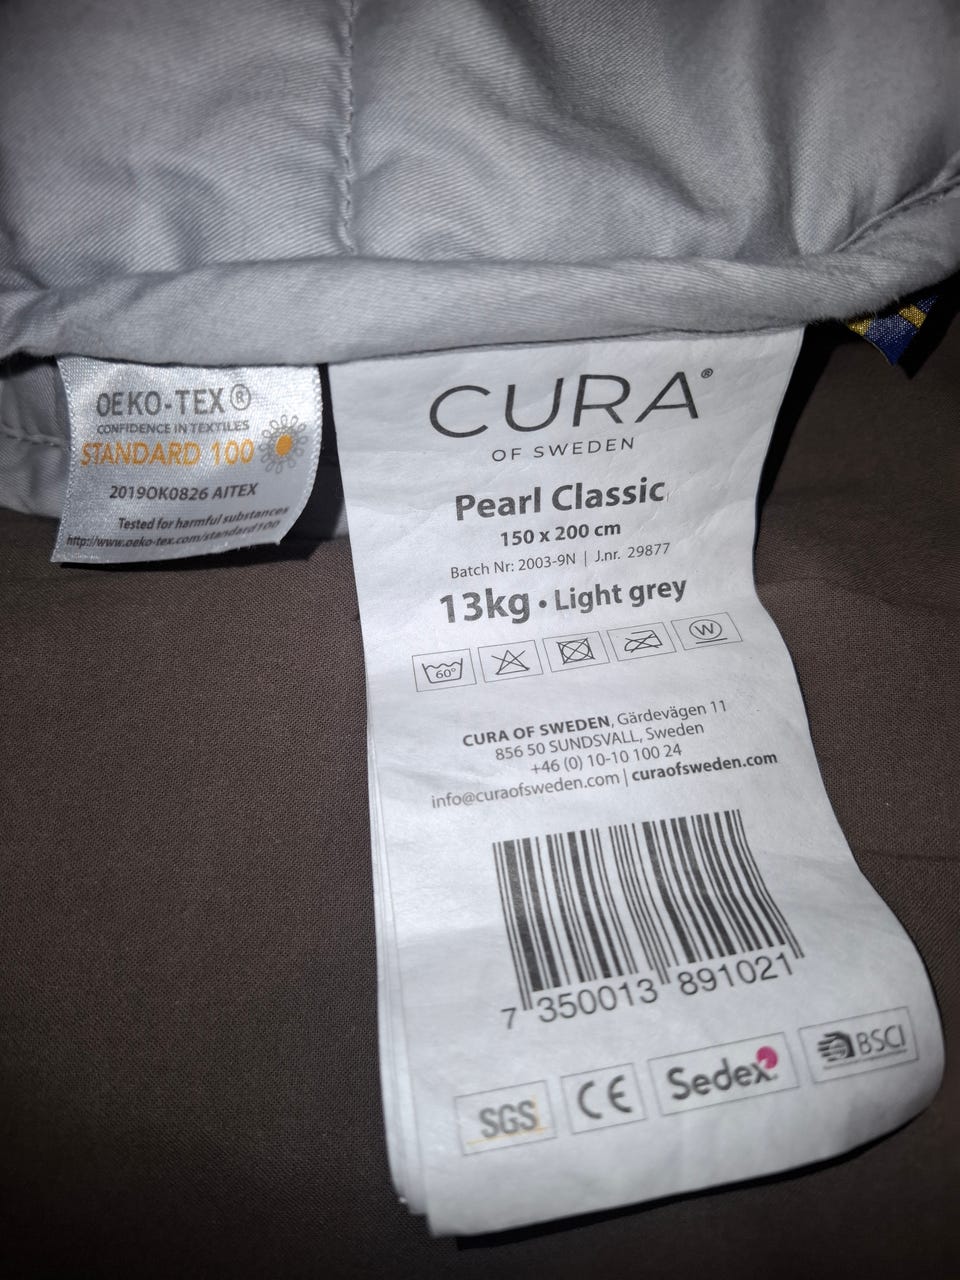 OEKO-TEX®
CONFIDENCE IN TEXTILES
STANDARD 100
2019OK0826 AITEX
Tested for harmful substances
http://www.oeko-tex.com/standard100
CURA®
OF SWEDEN
Pearl Classic
150 x 200 cm
Batch Nr: 2003-9N | J.nr. 29877
13kg • Light grey
60°
W
CURA OF SWEDEN, Gärdevägen 11
856 50 SUNDSVALL, Sweden
+46 (0) 10-10 100 24
info@curaofsweden.com | curaofsweden.com
7 350013 891021
SGS CE Sedex BSCI